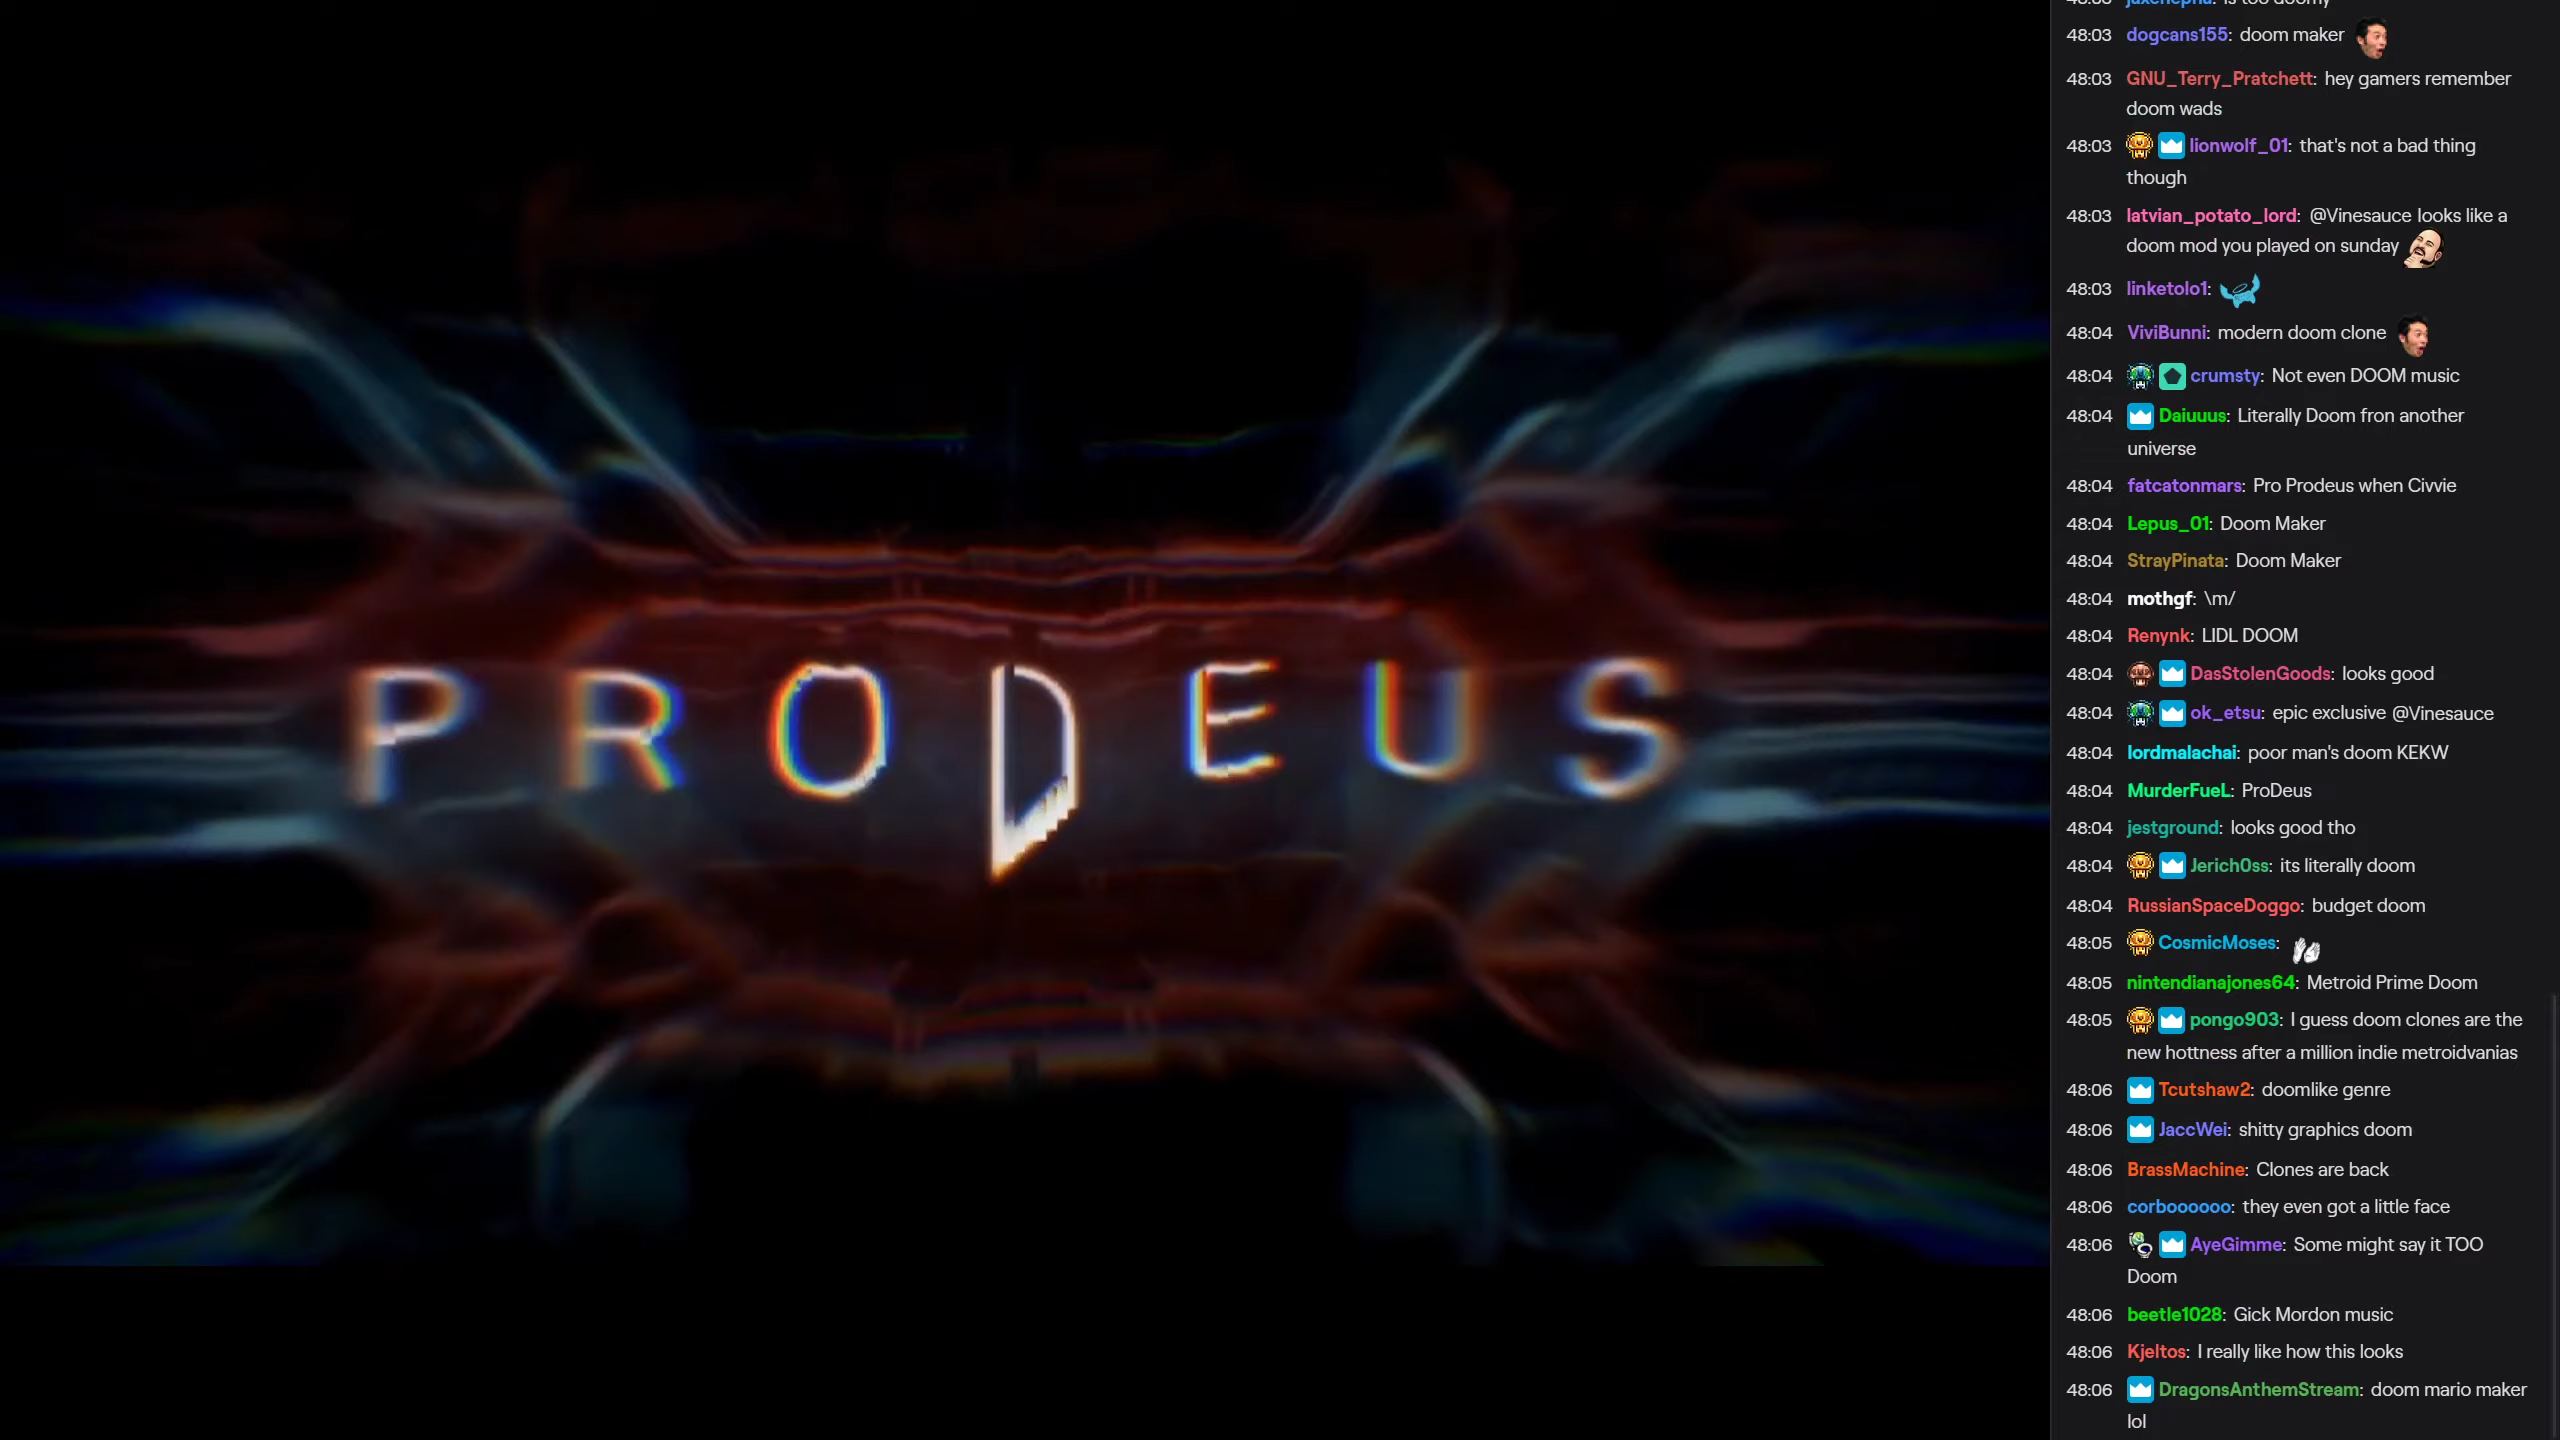 PRODEUS
48:03 dogcans155: doom maker
48:03 GNU_Terry_Pratchett: hey gamers remember
doom wads
48:03 lionwolf_01: that's not a bad thing
though
48:03 latvian_potato_lord: @Vinesauce looks like a
doom mod you played on sunday
48:03 linketolo1:
48:04 ViviBunni: modern doom clone
48:04 crumsty: Not even DOOM music
48:04 Daiuuus: Literally Doom fron another
universe
48:04 fatcatonmars: Pro Prodeus when Civvie
48:04 Lepus_01: Doom Maker
48:04 StrayPinata: Doom Maker
48:04 mothgf: \m/
48:04 Renynk: LIDL DOOM
48:04 DasStolenGoods: looks good
48:04 ok_etsu: epic exclusive @Vinesauce
48:04 lordmalachai: poor man's doom KEKW
48:04 MurderFueL: ProDeus
48:04 jestground: looks good tho
48:04 Jerich0ss: its literally doom
48:04 RussianSpaceDoggo: budget doom
48:05 CosmicMoses:
48:05 nintendianajones64: Metroid Prime Doom
48:05 pongo903: I guess doom clones are the
new hottness after a million indie metroidvanias
48:06 Tcutshaw2: doomlike genre
48:06 JaccWei: shitty graphics doom
48:06 BrassMachine: Clones are back
48:06 corboooooo: they even got a little face
48:06 AyeGimme: Some might say it TOO
Doom
48:06 beetle1028: Gick Mordon music
48:06 Kjeltos: I really like how this looks
48:06 DragonsAnthemStream: doom mario maker
lol